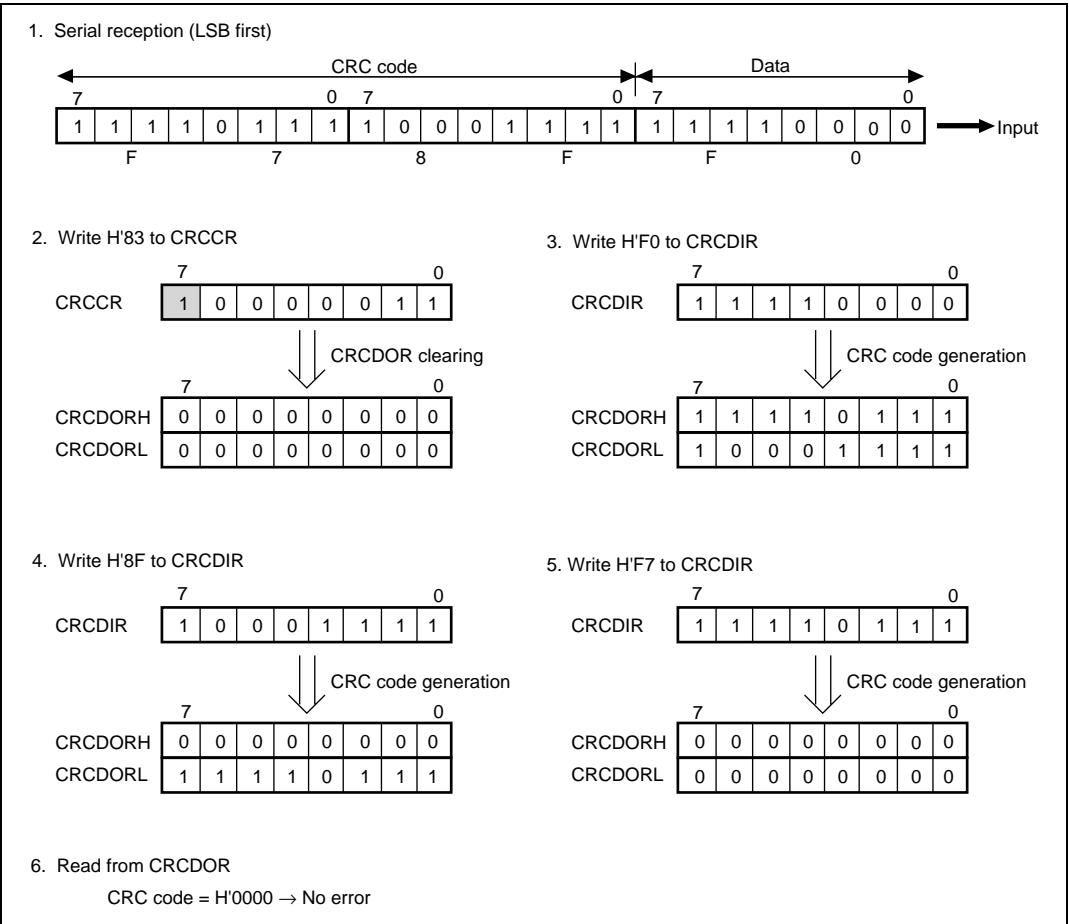 1. Serial reception (LSB first)
CRC code Data
7 0 7 0 7 0
1 1 1 1 0 1 1 1 1 0 0 0 1 1 1 1 1 1 1 1 0 0 0 0 Input
F 7 8 F F 0
2. Write H'83 to CRCCR
7 0
CRCCR 1 0 0 0 0 0 1 1
CRCDOR clearing
7 0
CRCDORH 0 0 0 0 0 0 0 0
CRCDORL 0 0 0 0 0 0 0 0
3. Write H'F0 to CRCDIR
7 0
CRCDIR 1 1 1 1 0 0 0 0
CRC code generation
7 0
CRCDORH 1 1 1 1 0 1 1 1
CRCDORL 1 0 0 0 1 1 1 1
4. Write H'8F to CRCDIR
7 0
CRCDIR 1 0 0 0 1 1 1 1
CRC code generation
7 0
CRCDORH 0 0 0 0 0 0 0 0
CRCDORL 1 1 1 1 0 1 1 1
5. Write H'F7 to CRCDIR
7 0
CRCDIR 1 1 1 1 0 1 1 1
CRC code generation
7 0
CRCDORH 0 0 0 0 0 0 0 0
CRCDORL 0 0 0 0 0 0 0 0
6. Read from CRCDOR
CRC code = H'0000 → No error